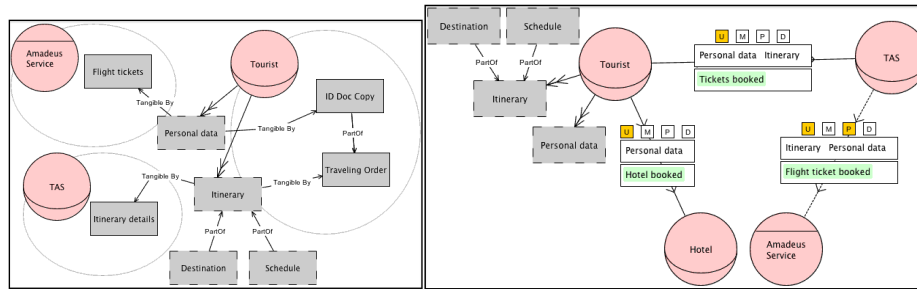 Amadeus
Service
Flight tickets
Tangible By
Tourist
Personal data
Tangible By
ID Doc Copy
PartOf
TAS
Tangible By
Itinerary
Tangible By
Traveling Order
Itinerary details
PartOf
PartOf
Destination
Schedule
Destination
Schedule
PartOf
PartOf
Itinerary
Tourist
Personal data
U M P D
Personal data Itinerary
Tickets booked
TAS
U M P D
Personal data
Hotel booked
U M P D
Itinerary Personal data
Flight ticket booked
Hotel
Amadeus
Service